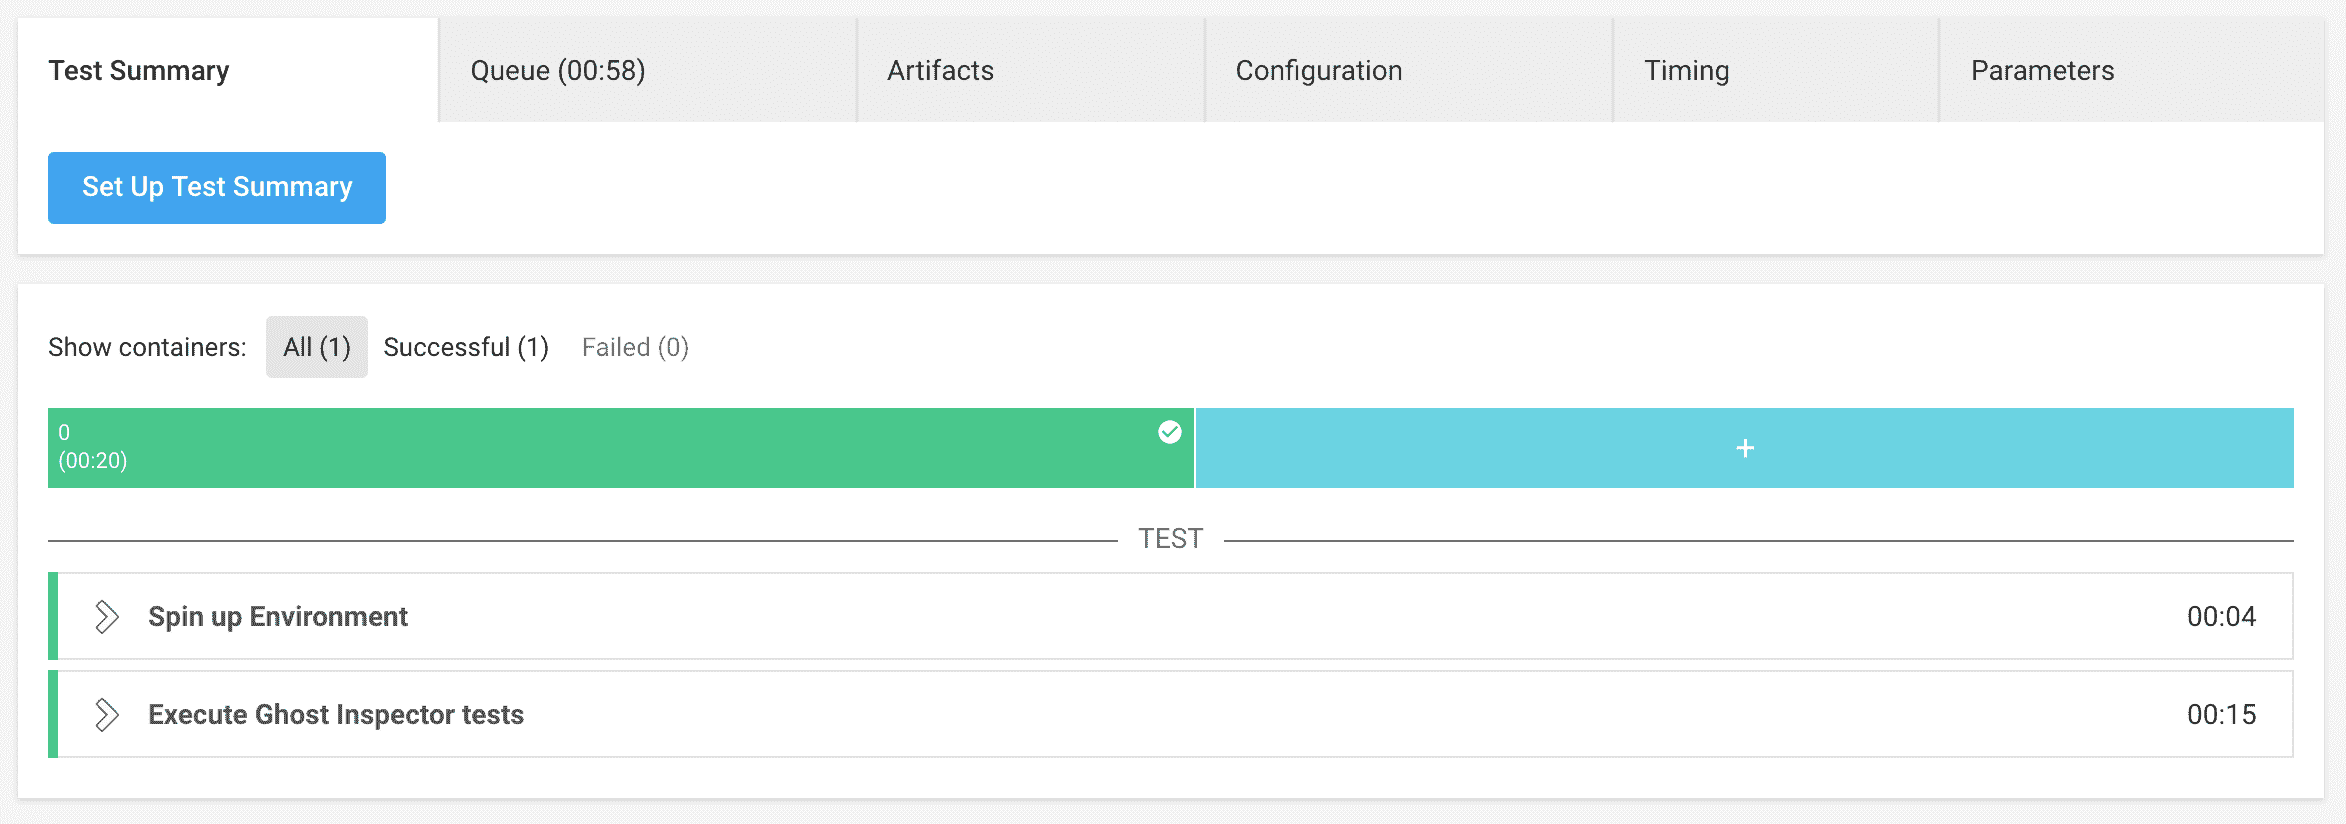 Test Summary
Queue (00:58)
Artifacts
Configuration
Timing
Parameters
Set Up Test Summary
Show containers: All (1) Successful (1) Failed (0)
0
(00:20)
+
TEST
Spin up Environment 00:04
Execute Ghost Inspector tests 00:15